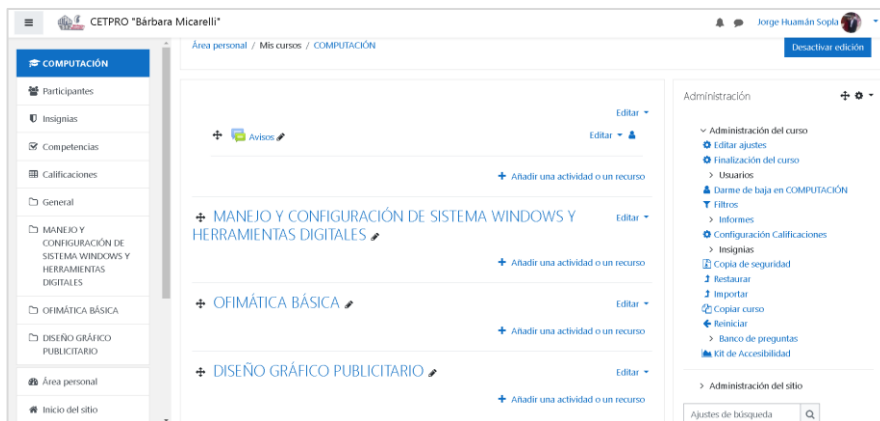 CETPRO "Bárbara Micarelli"
Jorge Huamán Sopla
COMPUTACIÓN
Participantes
Insignias
Competencias
Calificaciones
General
MANEJO Y
CONFIGURACIÓN DE
SISTEMA WINDOWS Y
HERRAMIENTAS
DIGITALES
OFIMÁTICA BÁSICA
DISEÑO GRÁFICO
PUBLICITARIO
Área personal
Inicio del sitio
Área personal / Mis cursos / COMPUTACIÓN
Desactivar edición
Editar
Avisos
Editar
Añadir una actividad o un recurso
MANEJO Y CONFIGURACIÓN DE SISTEMA WINDOWS Y
HERRAMIENTAS DIGITALES
Editar
Añadir una actividad o un recurso
OFIMÁTICA BÁSICA
Editar
Añadir una actividad o un recurso
DISEÑO GRÁFICO PUBLICITARIO
Editar
Añadir una actividad o un recurso
Administración
Administración del curso
Editar ajustes
Finalización del curso
Usuarios
Darme de baja en COMPUTACIÓN
Filtros
Informes
Configuración Calificaciones
Insignias
Copia de seguridad
Restaurar
Importar
Copiar curso
Reiniciar
Banco de preguntas
Kit de Accesibilidad
Administración del sitio
Ajustes de búsqueda